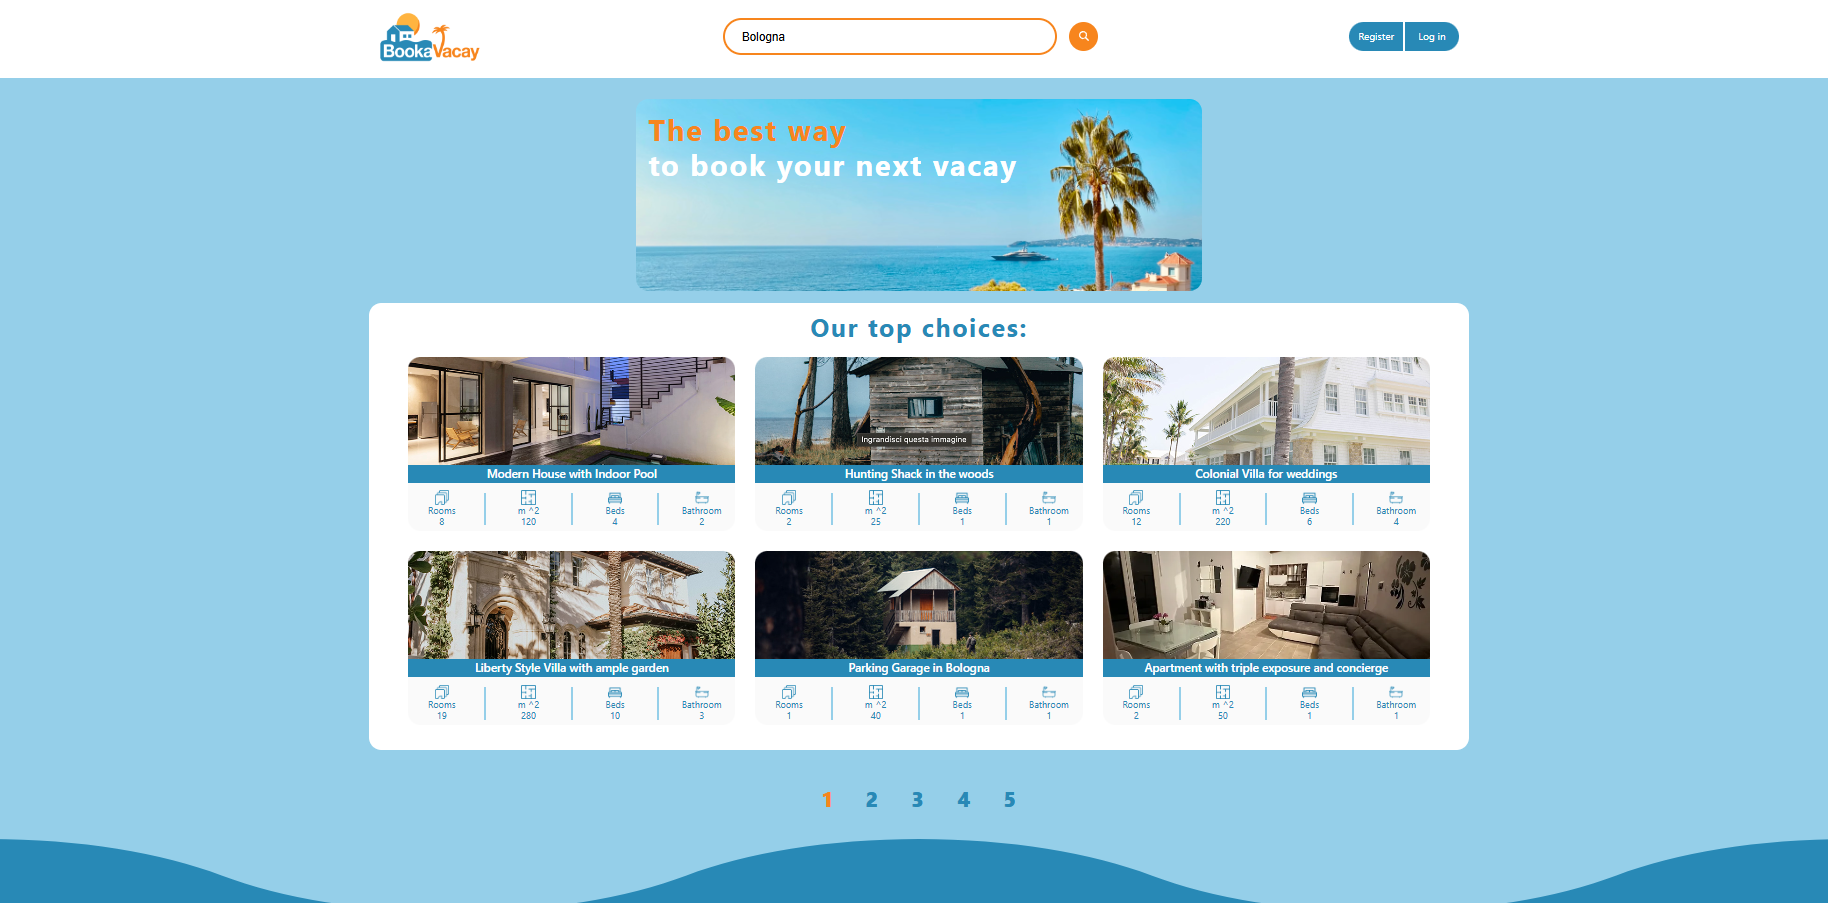 BookaVacay
Bologna
Register
Log in
The best way
to book your next vacay
Our top choices:
Ingrandisci questa immagine
Modern House with Indoor Pool
Hunting Shack in the woods
Colonial Villa for weddings
Rooms m ^2 Beds Bathroom Rooms m ^2 Beds Bathroom Rooms m ^2 Beds Bathroom
8 120 4 2 2 25 1 1 12 220 6 4
Liberty Style Villa with ample garden
Parking Garage in Bologna
Apartment with triple exposure and concierge
Rooms m ^2 Beds Bathroom Rooms m ^2 Beds Bathroom Rooms m ^2 Beds Bathroom
19 280 10 3 1 40 1 1 2 50 1 1
1 2 3 4 5